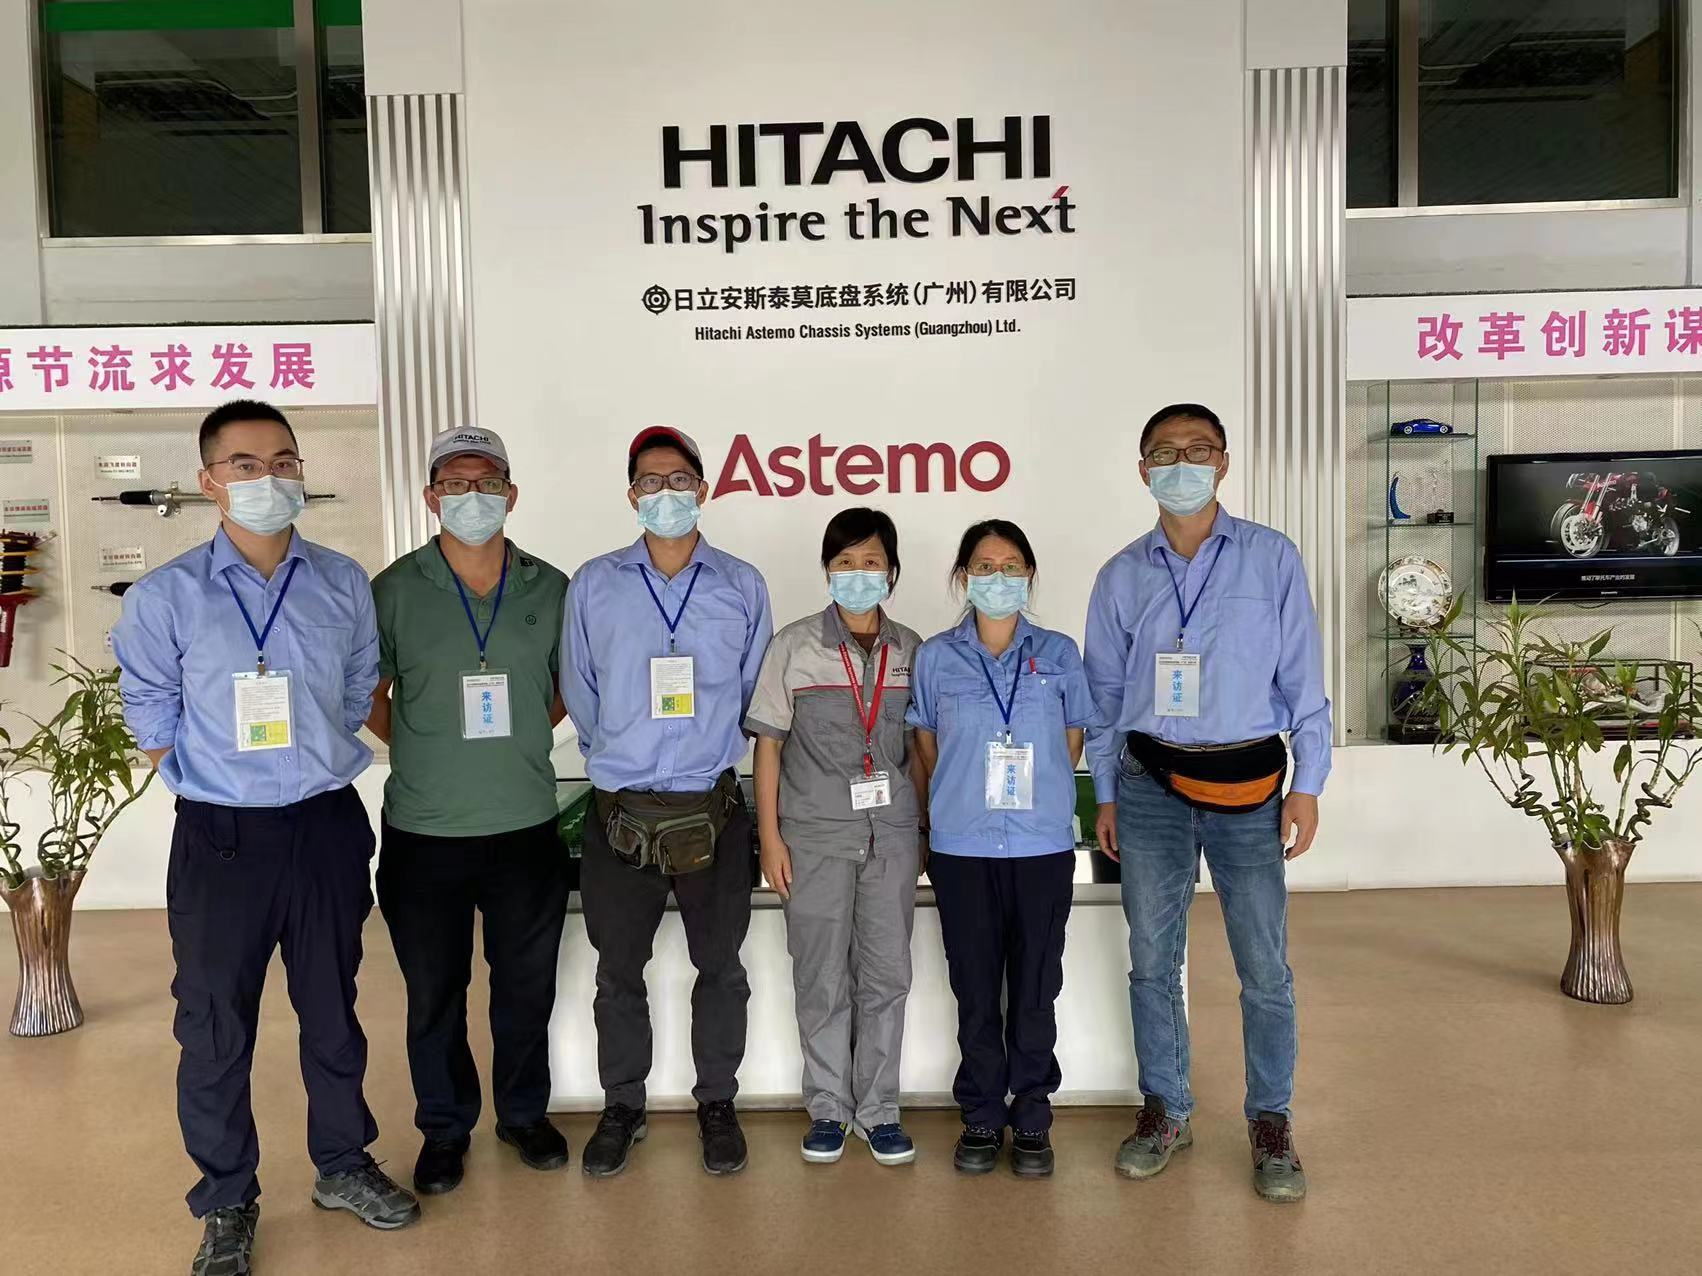 HITACHI
Inspire the Next
日立安斯泰莫底盘系统(广州)有限公司
Hitachi Astemo Chassis Systems (Guangzhou) Ltd.
源节流求发展
改革创新谋
Astemo
HITACHI
HITACHI
来访证
来访证
来访证